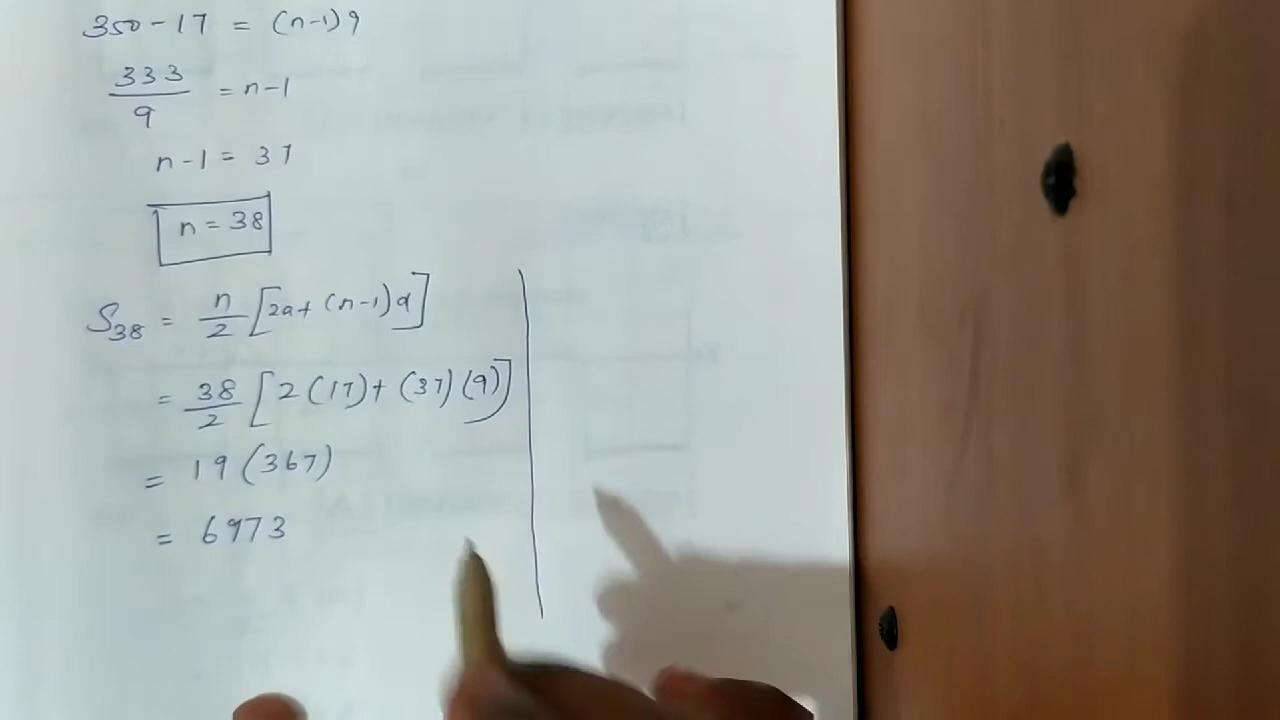 350-17 = (n-1)9
333/9 = n-1
n-1 = 37
n = 38
S38 = n/2 [2a+(n-1)d]
= 38/2 [2(17)+(37)(9)]
= 19(367)
= 6973